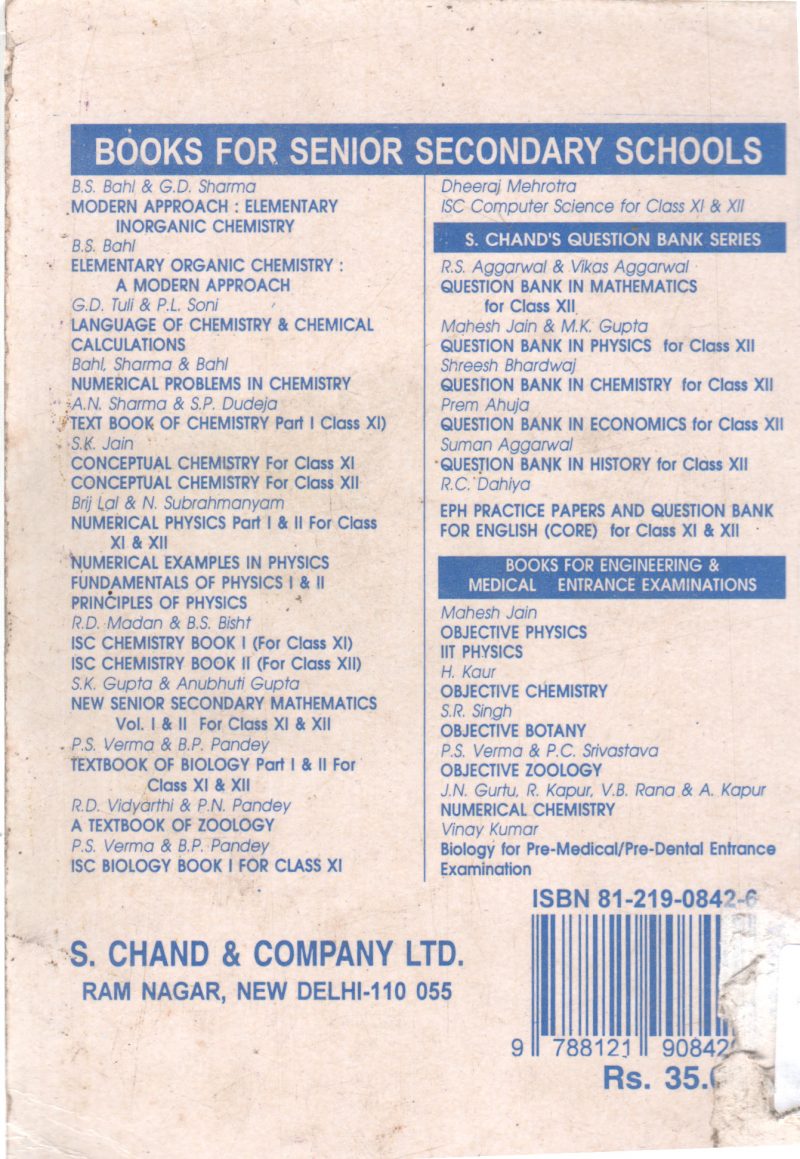 BOOKS FOR SENIOR SECONDARY SCHOOLS
B.S. Bahl & G.D. Sharma
MODERN APPROACH : ELEMENTARY
INORGANIC CHEMISTRY
B.S. Bahl
ELEMENTARY ORGANIC CHEMISTRY :
A MODERN APPROACH
G.D. Tuli & P.L. Soni
LANGUAGE OF CHEMISTRY & CHEMICAL
CALCULATIONS
Bahl, Sharma & Bahl
NUMERICAL PROBLEMS IN CHEMISTRY
A.N. Sharma & S.P. Dudeja
TEXT BOOK OF CHEMISTRY Part I Class XI)
S.K. Jain
CONCEPTUAL CHEMISTRY For Class XI
CONCEPTUAL CHEMISTRY For Class XII
Brij Lal & N. Subrahmanyam
NUMERICAL PHYSICS Part I & II For Class
XI & XII
NUMERICAL EXAMPLES IN PHYSICS
FUNDAMENTALS OF PHYSICS I & II
PRINCIPLES OF PHYSICS
R.D. Madan & B.S. Bisht
ISC CHEMISTRY BOOK I (For Class XI)
ISC CHEMISTRY BOOK II (For Class XII)
S.K. Gupta & Anubhuti Gupta
NEW SENIOR SECONDARY MATHEMATICS
Vol. I & II For Class XI & XII
P.S. Verma & B.P. Pandey
TEXTBOOK OF BIOLOGY Part I & II For
Class XI & XII
R.D. Vidyarthi & P.N. Pandey
A TEXTBOOK OF ZOOLOGY
P.S. Verma & B.P. Pandey
ISC BIOLOGY BOOK I FOR CLASS XI
Dheeraj Mehrotra
ISC Computer Science for Class XI & XII
S. CHAND'S QUESTION BANK SERIES
R.S. Aggarwal & Vikas Aggarwal
QUESTION BANK IN MATHEMATICS
for Class XII
Mahesh Jain & M.K. Gupta
QUESTION BANK IN PHYSICS for Class XII
Shreesh Bhardwaj
QUESTION BANK IN CHEMISTRY for Class XII
Prem Ahuja
QUESTION BANK IN ECONOMICS for Class XII
Suman Aggarwal
QUESTION BANK IN HISTORY for Class XII
R.C. Dahiya
EPH PRACTICE PAPERS AND QUESTION BANK
FOR ENGLISH (CORE) for Class XI & XII
BOOKS FOR ENGINEERING &
MEDICAL ENTRANCE EXAMINATIONS
Mahesh Jain
OBJECTIVE PHYSICS
IIT PHYSICS
H. Kaur
OBJECTIVE CHEMISTRY
S.R. Singh
OBJECTIVE BOTANY
P.S. Verma & P.C. Srivastava
OBJECTIVE ZOOLOGY
J.N. Gurtu, R. Kapur, V.B. Rana & A. Kapur
NUMERICAL CHEMISTRY
Vinay Kumar
Biology for Pre-Medical/Pre-Dental Entrance
Examination
S. CHAND & COMPANY LTD.
RAM NAGAR, NEW DELHI-110 055
ISBN 81-219-0842-6
9 788121 90842
Rs. 35.